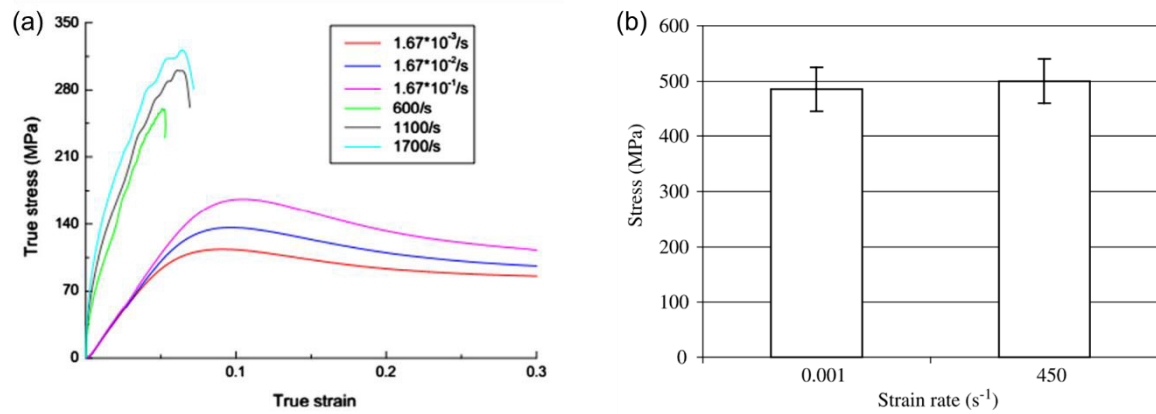 (a)
True stress (MPa)
350
280
210
140
70
0
0.1
0.2
0.3
True strain
1.67*10⁻³/s
1.67*10⁻²/s
1.67*10⁻¹/s
600/s
1100/s
1700/s
(b)
Stress (MPa)
600
500
400
300
200
100
0
0.001
450
Strain rate (s⁻¹)